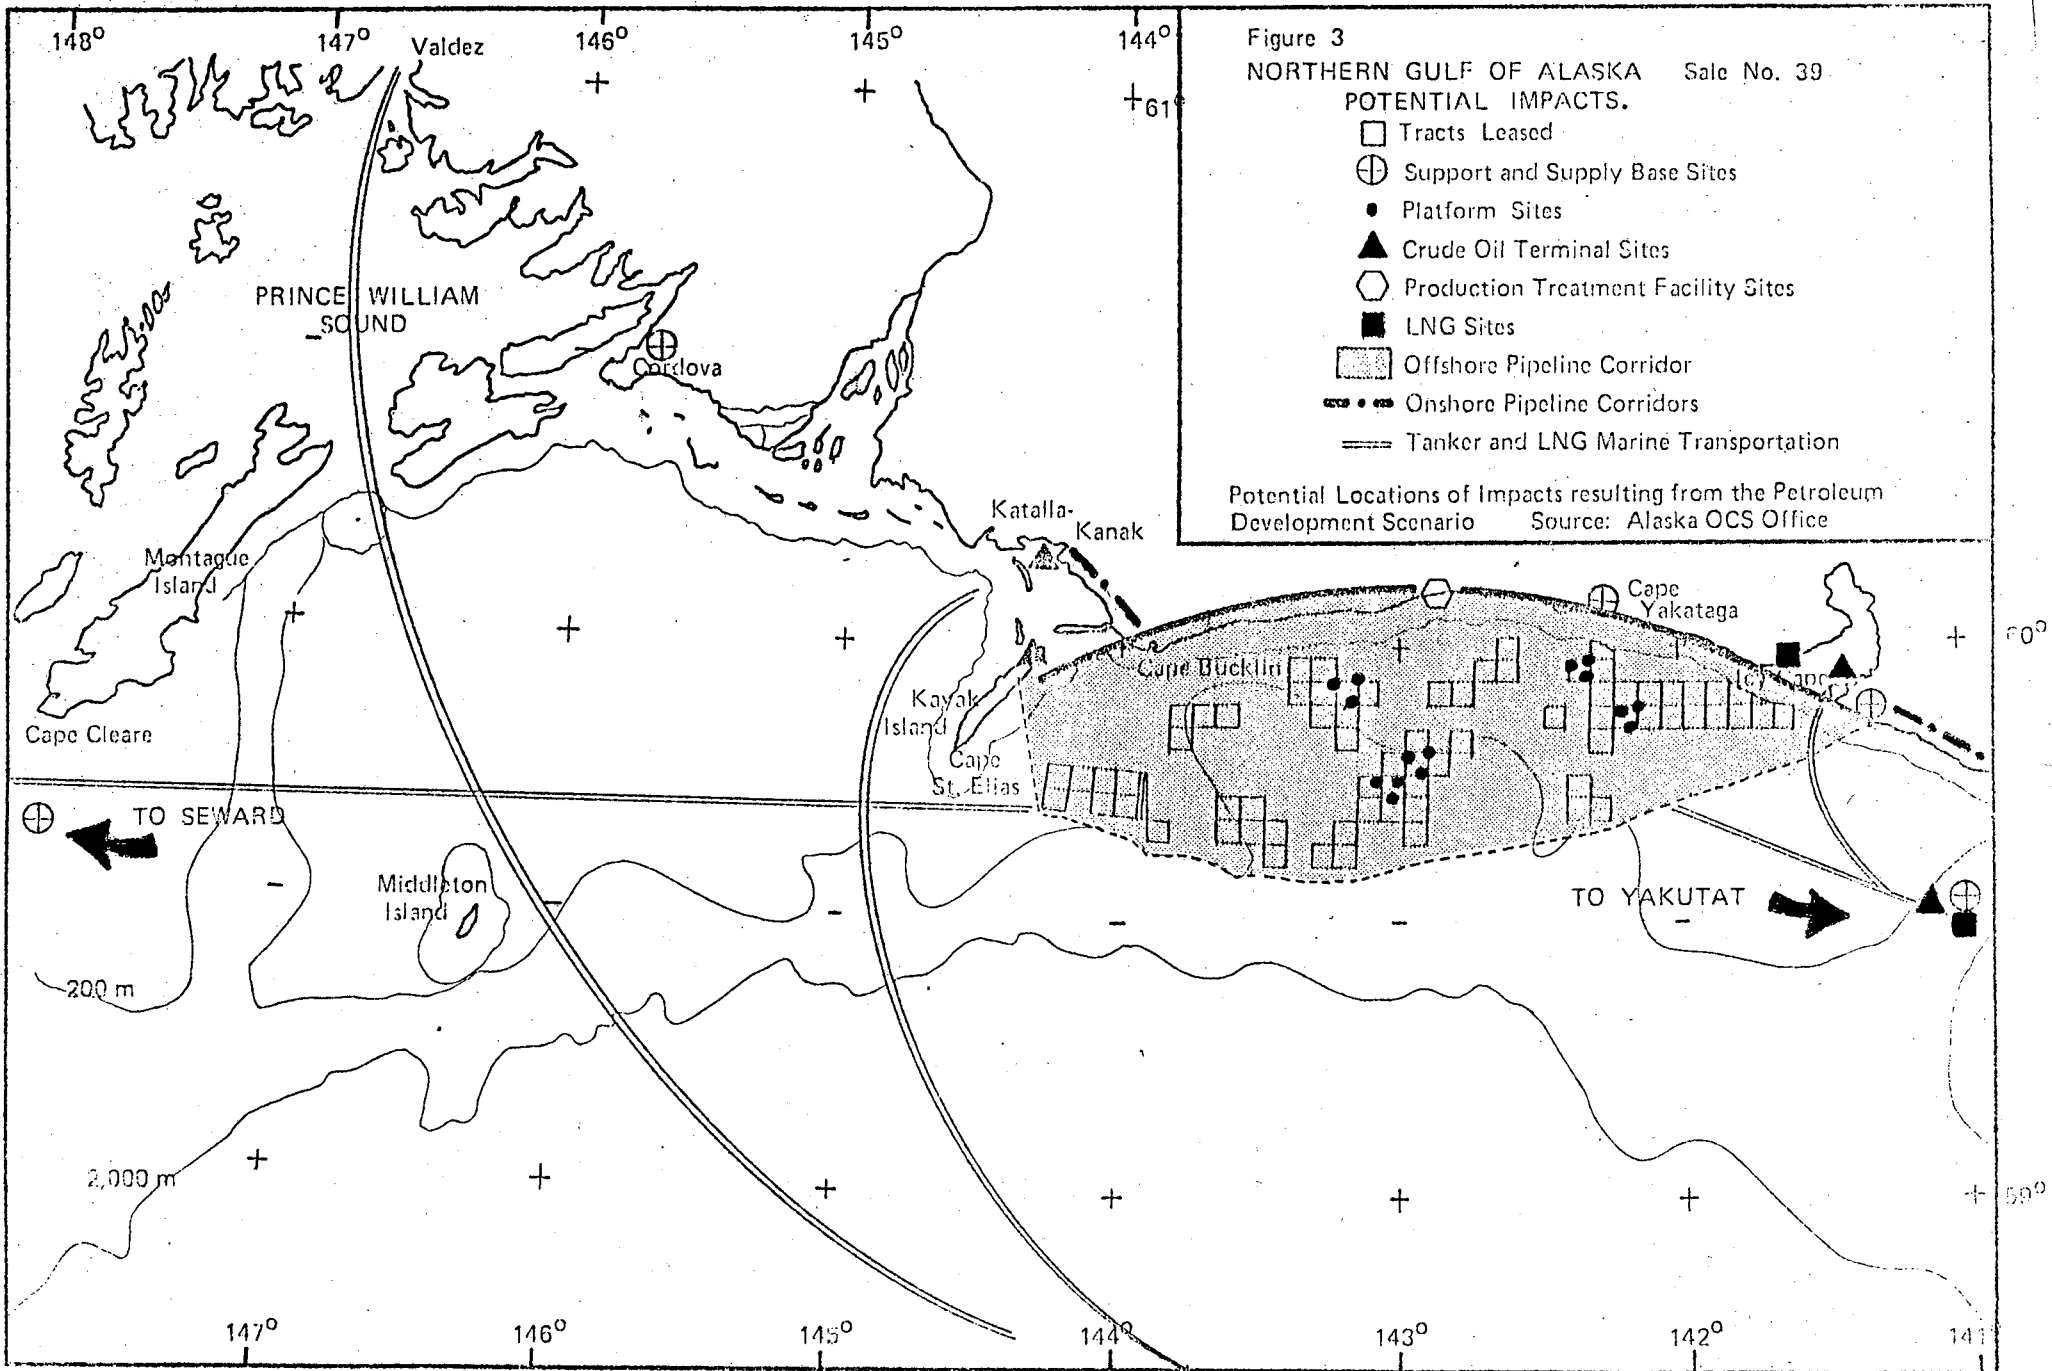 148°
147°
Valdez
146°
145°
144°
61
Figure 3
NORTHERN GULF OF ALASKA Sale No. 39
POTENTIAL IMPACTS.
Tracts Leased
Support and Supply Base Sites
Platform Sites
Crude Oil Terminal Sites
Production Treatment Facility Sites
LNG Sites
Offshore Pipeline Corridor
Onshore Pipeline Corridors
Tanker and LNG Marine Transportation
Potential Locations of Impacts resulting from the Petroleum
Development Scenario Source: Alaska OCS Office
PRINCE WILLIAM
SOUND
Cordova
Katalla-
Kanak
Montague
Island
Cape
Yakataga
60°
Cape Bucklin
Icy Cape
Kayak
Island
Cape Cleare
Cape
St. Elias
TO SEWARD
Middleton
Island
TO YAKUTAT
200 m
2,000 m
59°
147°
146°
145°
144°
143°
142°
141